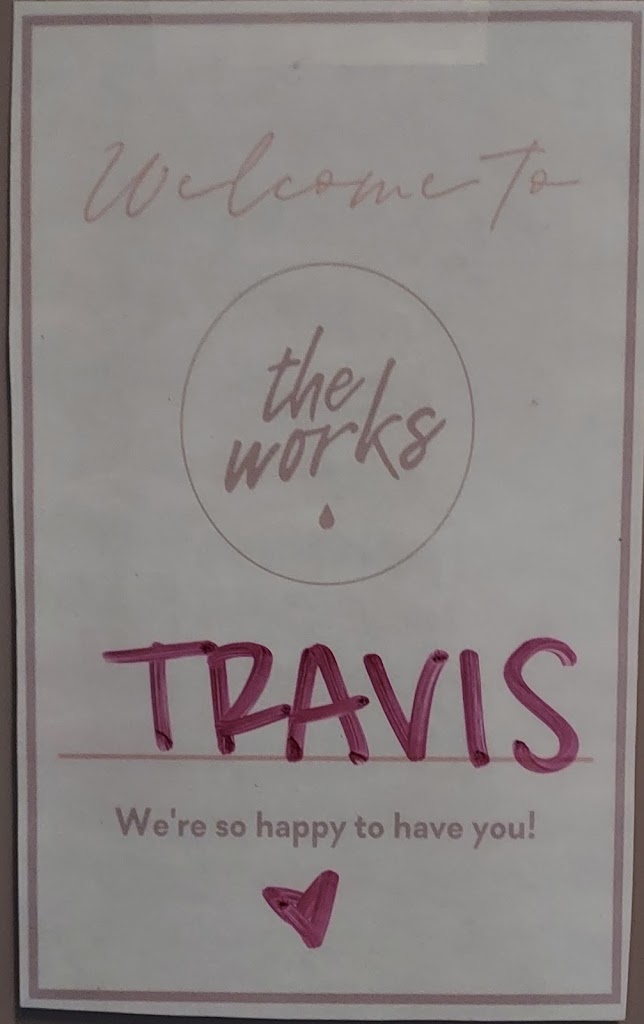 Welcome To
the
works
TRAVIS
We're so happy to have you!